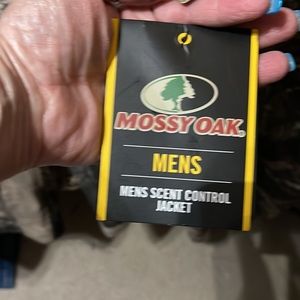 MOSSY OAK®
MENS
MENS SCENT CONTROL
JACKET